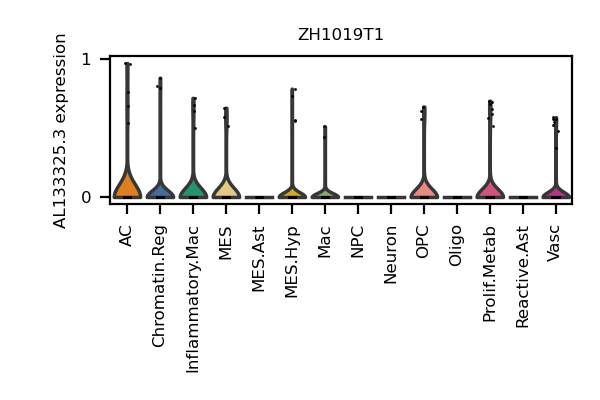 ZH1019T1
AL133325.3 expression
1
0
AC
Chromatin.Reg
Inflammatory.Mac
MES
MES.Ast
MES.Hyp
Mac
NPC
Neuron
OPC
Oligo
Prolif.Metab
Reactive.Ast
Vasc